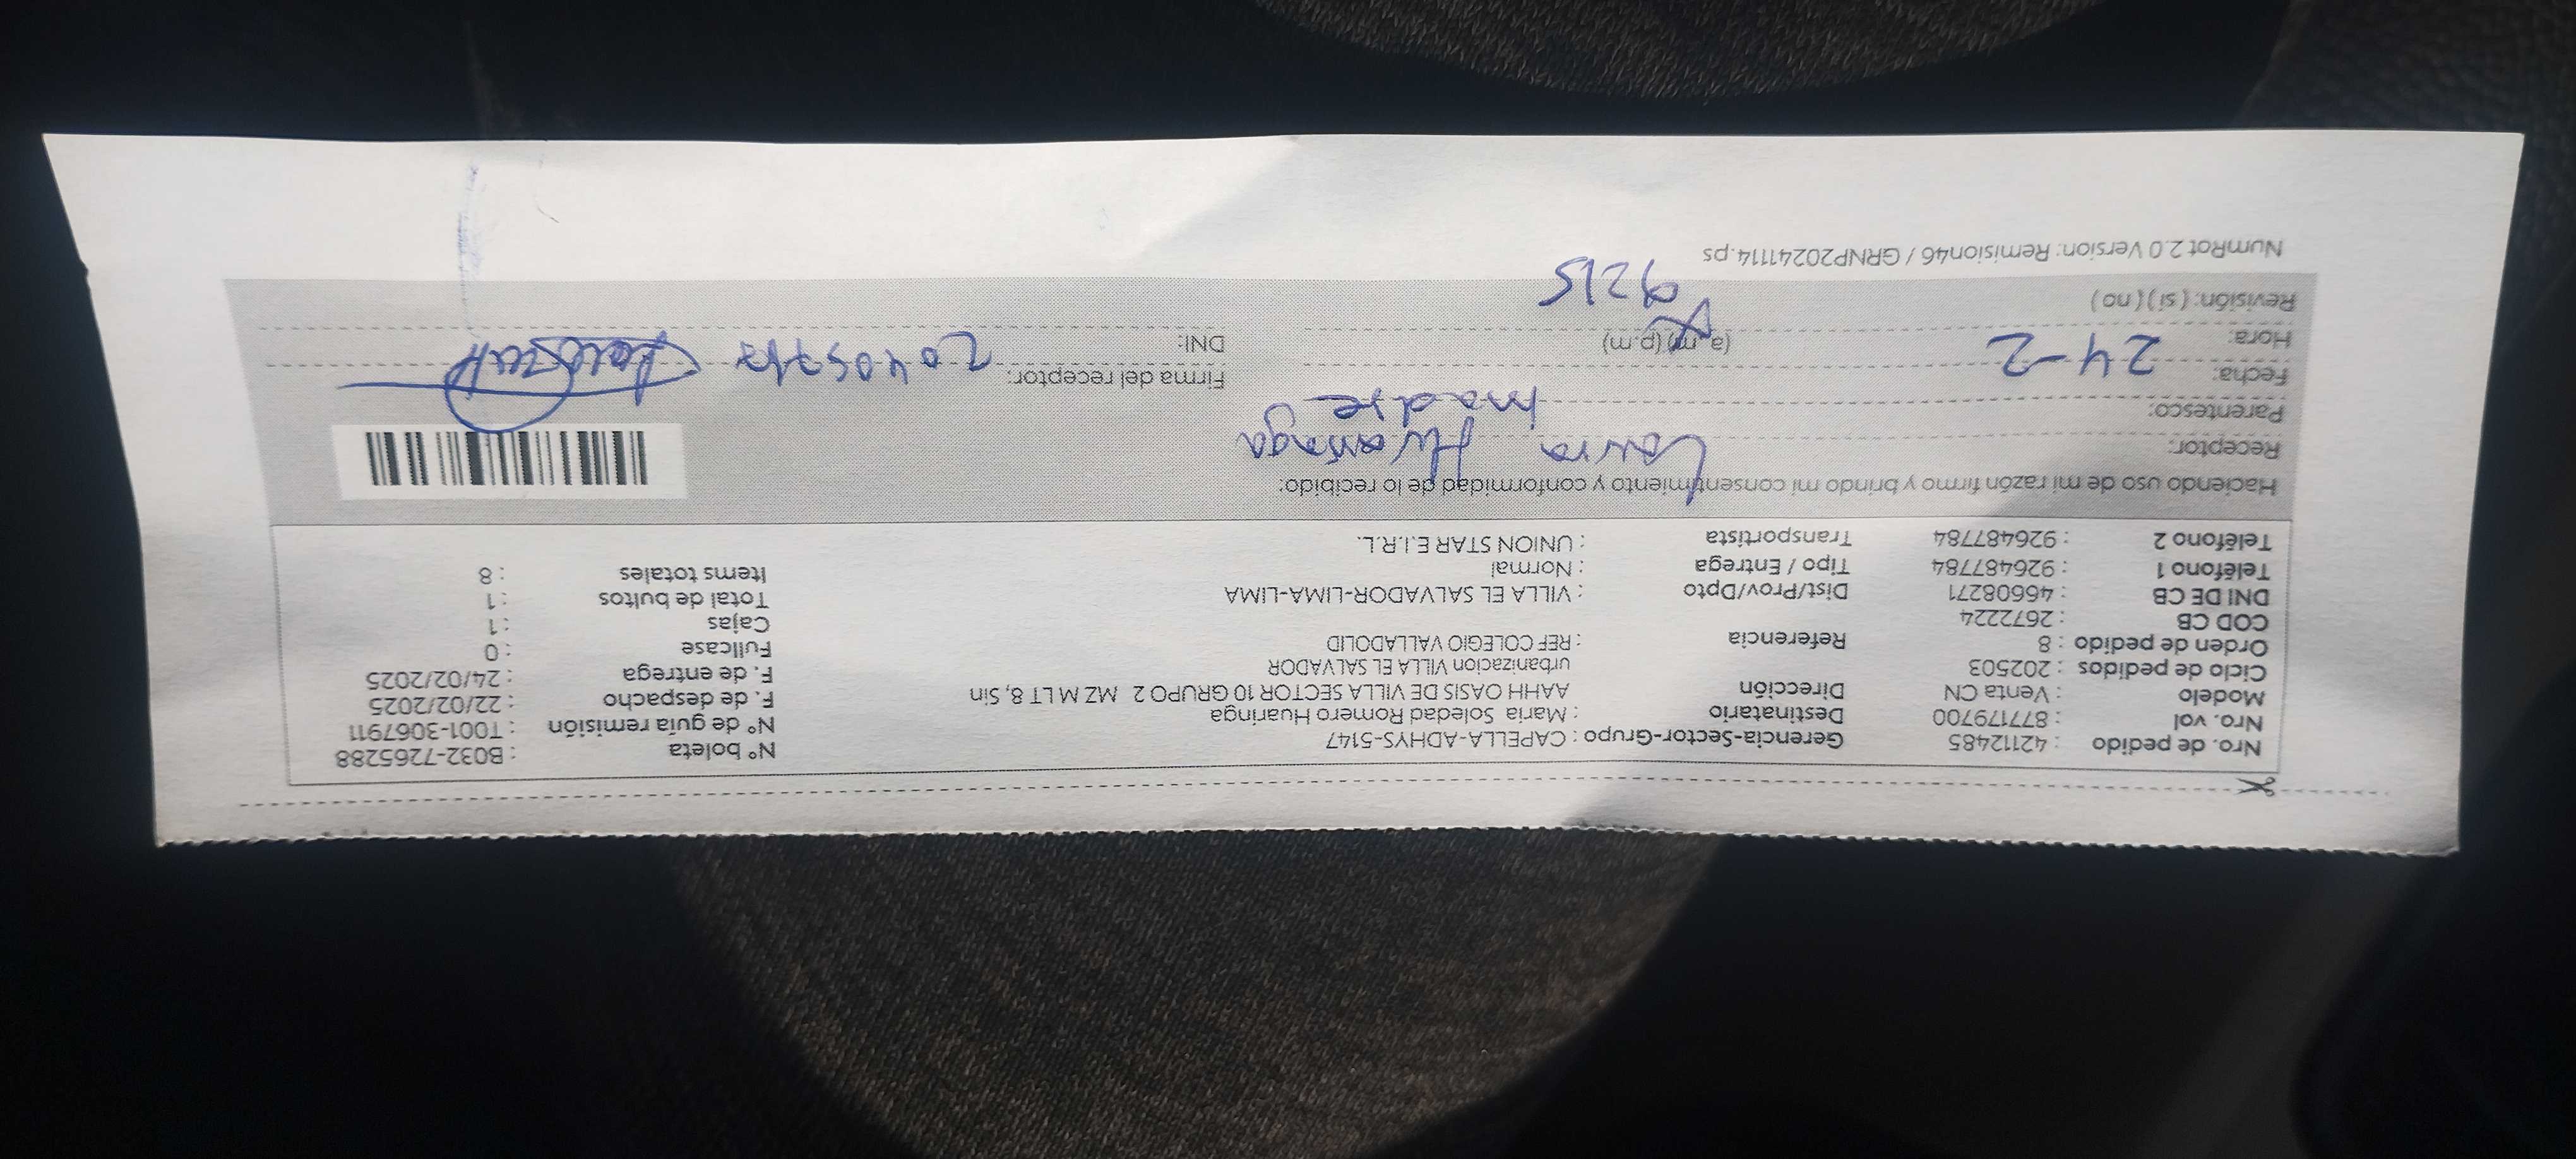 Nro. de pedido : 42112485 Gerencia-Sector-Grupo : CAPELLA-ADHYS-5147 N° boleta : B032-7265288
Nro. vol : 877179700 Destinatario : Maria Soledad Romero Huaringa N° de guía remisión : T001-3067911
Modelo : Venta CN Dirección AAHH OASIS DE VILLA SECTOR 10 GRUPO 2 MZ M LT 8, Sin F. de despacho : 22/02/2025
Ciclo de pedidos : 202503 urbanizacion VILLA EL SALVADOR F. de entrega : 24/02/2025
Orden de pedido : 8 Referencia : REF COLEGIO VALLADOLID Fullcase : 0
COD CB : 2672224 Cajas : 1
DNI DE CB : 46608271 Dist/Prov/Dpto : VILLA EL SALVADOR-LIMA-LIMA Total de bultos : 1
Teléfono 1 : 926487784 Tipo / Entrega : Normal Items totales : 8
Teléfono 2 : 926487784 Transportista : UNION STAR E.I.R.L.
Haciendo uso de mi razón firmo y brindo mi consentimiento y conformidad de lo recibido:
Receptor: Laura Huaringa
Parentesco: madre
Fecha: 24-2 Firma del receptor:
Hora: (a.m) (p.m) DNI:
9215
Revisión: ( si ) ( no )
NumRot 2.0 Version: Remision46 / GRNP20241114.ps